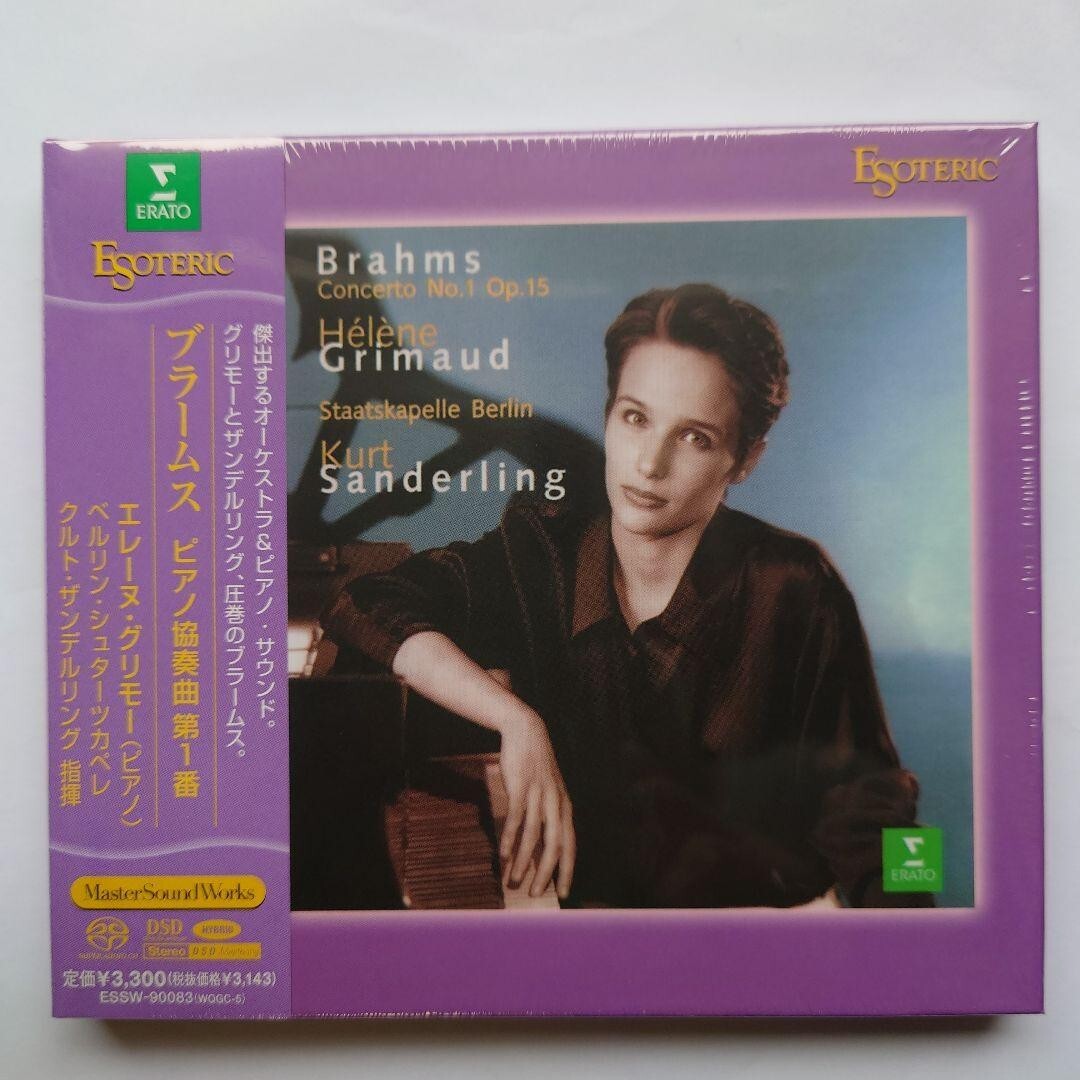 ERATO
ESOTERIC
傑出するオーケストラ&ピアノ・サウンド。
グリモーとザンデルリング、圧巻のブラームス。
ブラームス ピアノ協奏曲 第1番
エレーヌ・グリモー(ピアノ)
ベルリン・シュターツカペレ
クルト・ザンデルリング 指揮
MasterSoundWorks
SUPER AUDIO CD
DSD
HYBRID
Stereo
DSD Mastering
定価¥3,300(税抜価格¥3,143)
ESSW-90083(WQGC-5)
ESOTERIC
Brahms
Concerto No.1 Op.15
Hélène
Grimaud
Staatskapelle Berlin
Kurt
Sanderling
ERATO